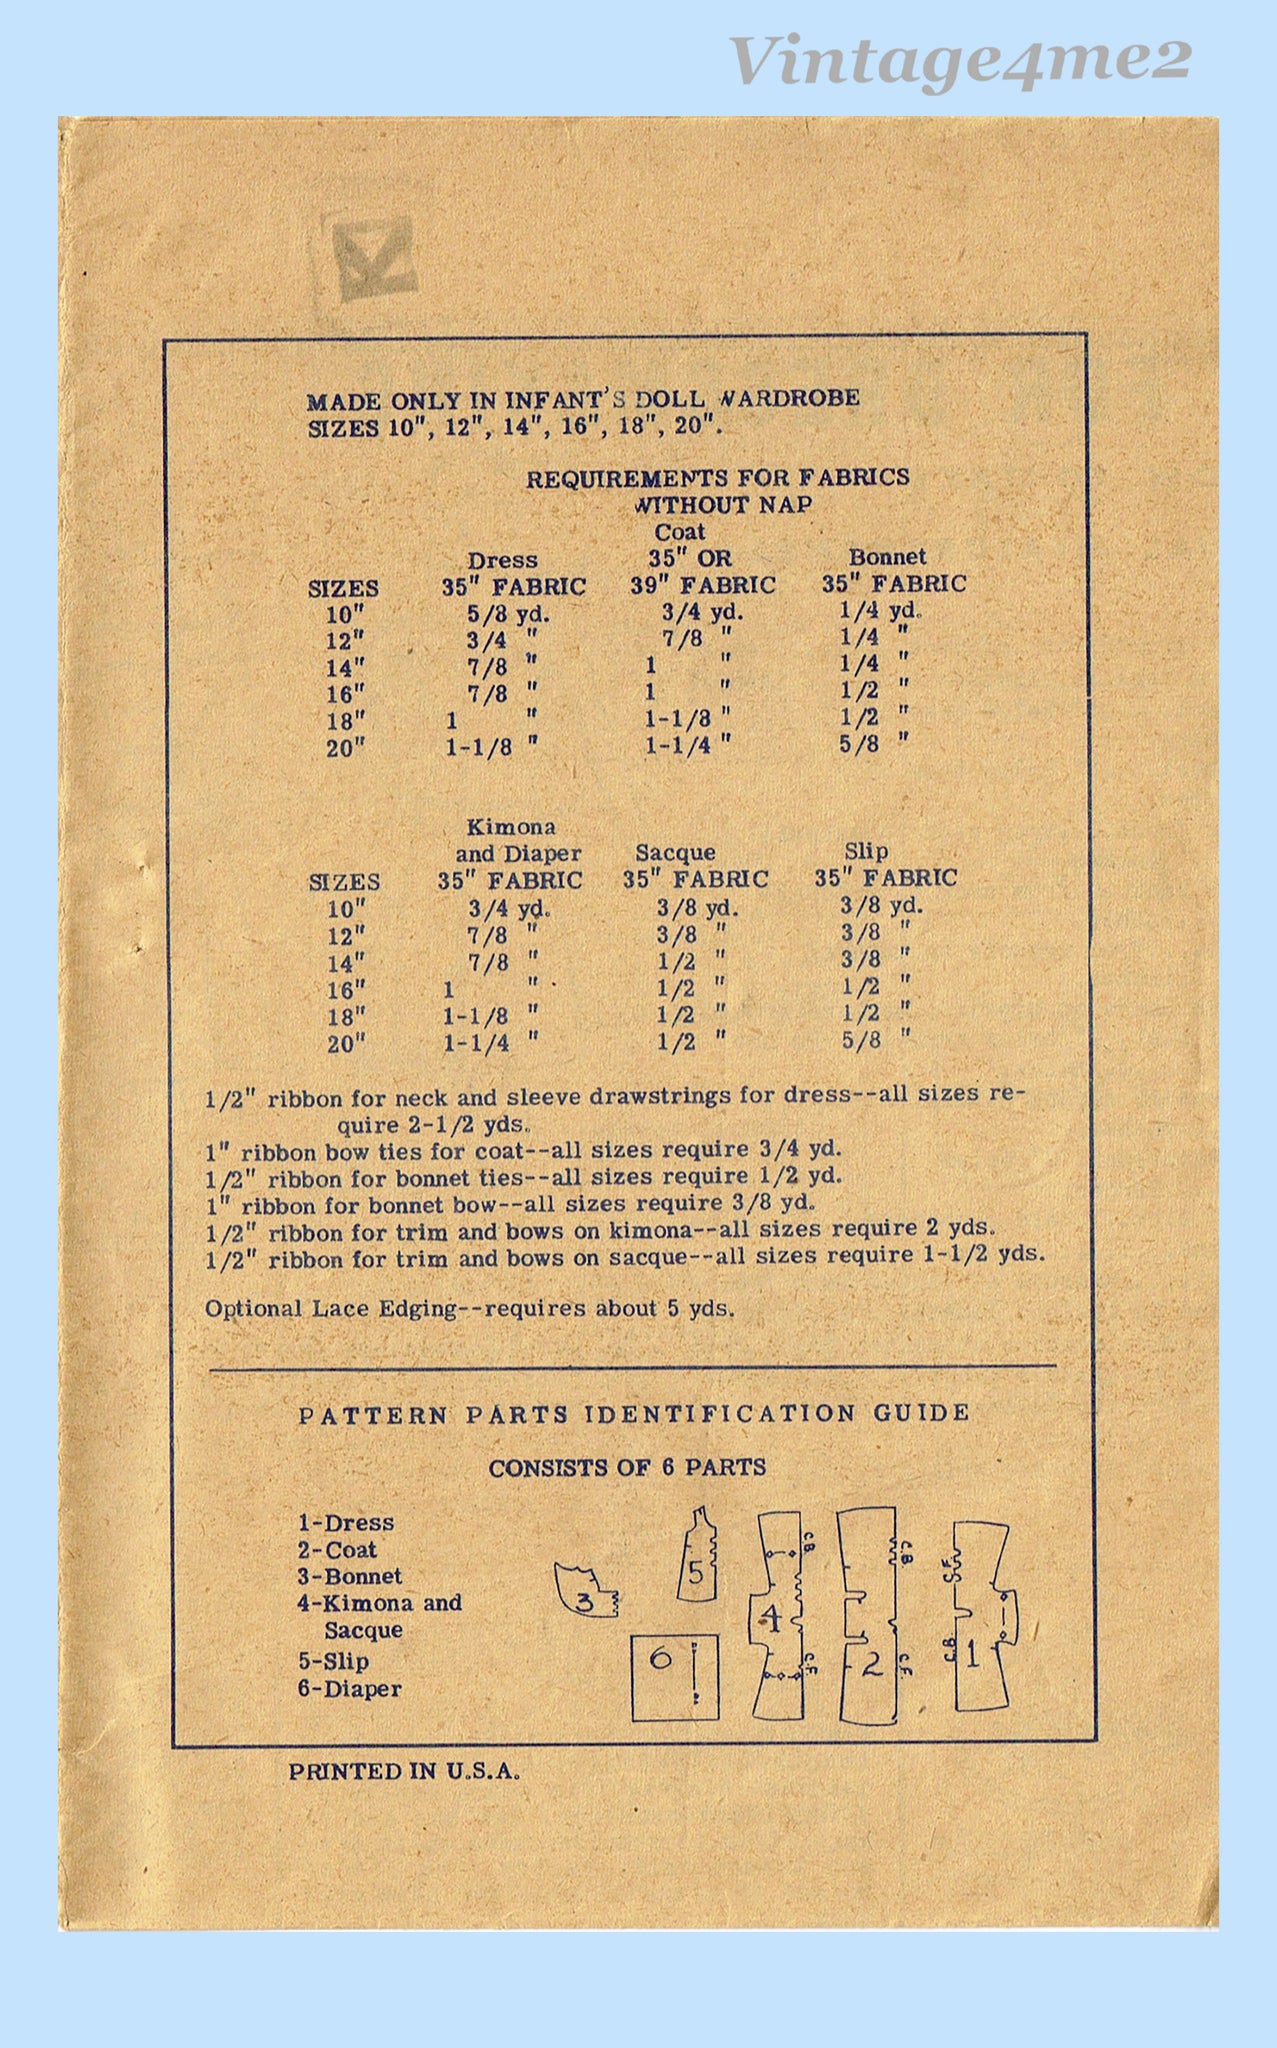 Vintage4me2
MADE ONLY IN INFANT'S DOLL WARDROBE
SIZES 10", 12", 14", 16", 18", 20".
REQUIREMENTS FOR FABRICS
WITHOUT NAP
Coat
Dress 35" OR Bonnet
SIZES 35" FABRIC 39" FABRIC 35" FABRIC
10" 5/8 yd. 3/4 yd. 1/4 yd.
12" 3/4 " 7/8 " 1/4 "
14" 7/8 " 1 " 1/4 "
16" 7/8 " 1 " 1/2 "
18" 1 " 1-1/8 " 1/2 "
20" 1-1/8 " 1-1/4 " 5/8 "
Kimona
and Diaper Sacque Slip
SIZES 35" FABRIC 35" FABRIC 35" FABRIC
10" 3/4 yd. 3/8 yd. 3/8 yd.
12" 7/8 " 3/8 " 3/8 "
14" 7/8 " 1/2 " 3/8 "
16" 1 " 1/2 " 1/2 "
18" 1-1/8 " 1/2 " 1/2 "
20" 1-1/4 " 1/2 " 5/8 "
1/2" ribbon for neck and sleeve drawstrings for dress--all sizes re-
quire 2-1/2 yds.
1" ribbon bow ties for coat--all sizes require 3/4 yd.
1/2" ribbon for bonnet ties--all sizes require 1/2 yd.
1" ribbon for bonnet bow--all sizes require 3/8 yd.
1/2" ribbon for trim and bows on kimona--all sizes require 2 yds.
1/2" ribbon for trim and bows on sacque--all sizes require 1-1/2 yds.
Optional Lace Edging--requires about 5 yds.
PATTERN PARTS IDENTIFICATION GUIDE
CONSISTS OF 6 PARTS
1-Dress
2-Coat
3-Bonnet
4-Kimona and
Sacque
5-Slip
6-Diaper
3
5
6
4 C.B. C.F.
2 C.B. C.F.
1 C.F. C.B.
PRINTED IN U.S.A.